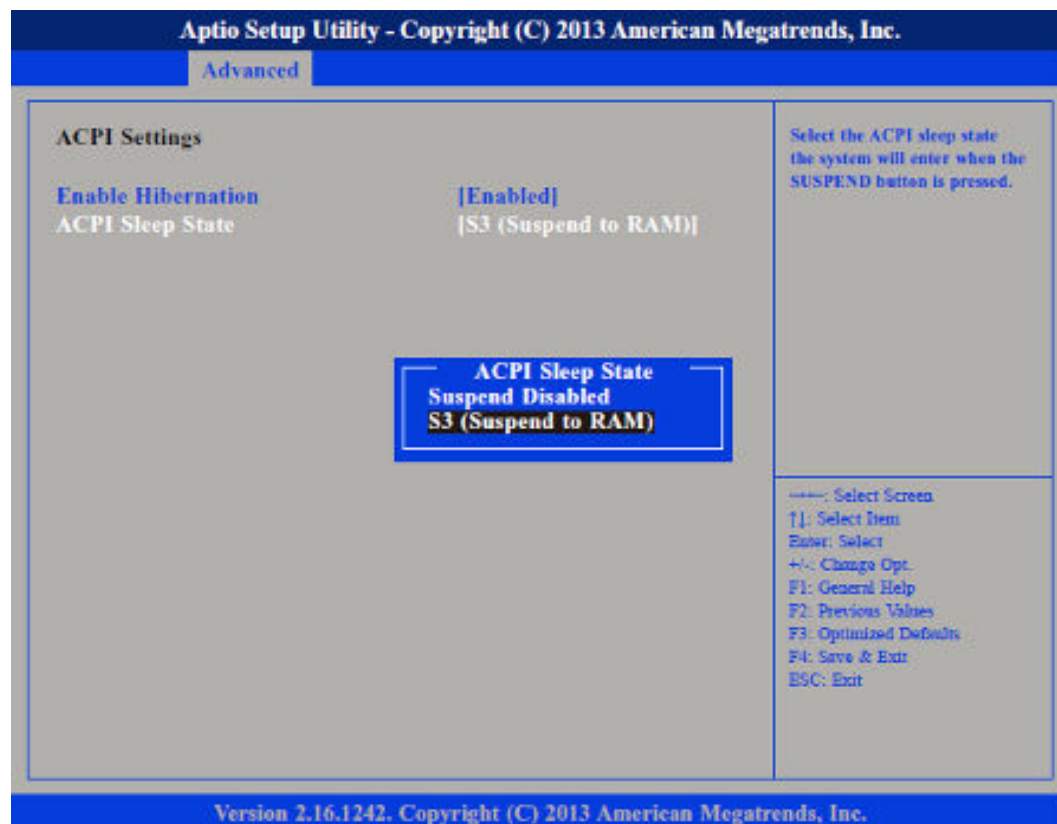 Aptio Setup Utility - Copyright (C) 2013 American Megatrends, Inc.
Advanced
ACPI Settings
Enable Hibernation [Enabled]
ACPI Sleep State [S3 (Suspend to RAM)]
ACPI Sleep State
Suspend Disabled
S3 (Suspend to RAM)
Select the ACPI sleep state
the system will enter when the
SUSPEND button is pressed.
→←: Select Screen
↑↓: Select Item
Enter: Select
+/-: Change Opt.
F1: General Help
F2: Previous Values
F3: Optimized Defaults
F4: Save & Exit
ESC: Exit
Version 2.16.1242. Copyright (C) 2013 American Megatrends, Inc.